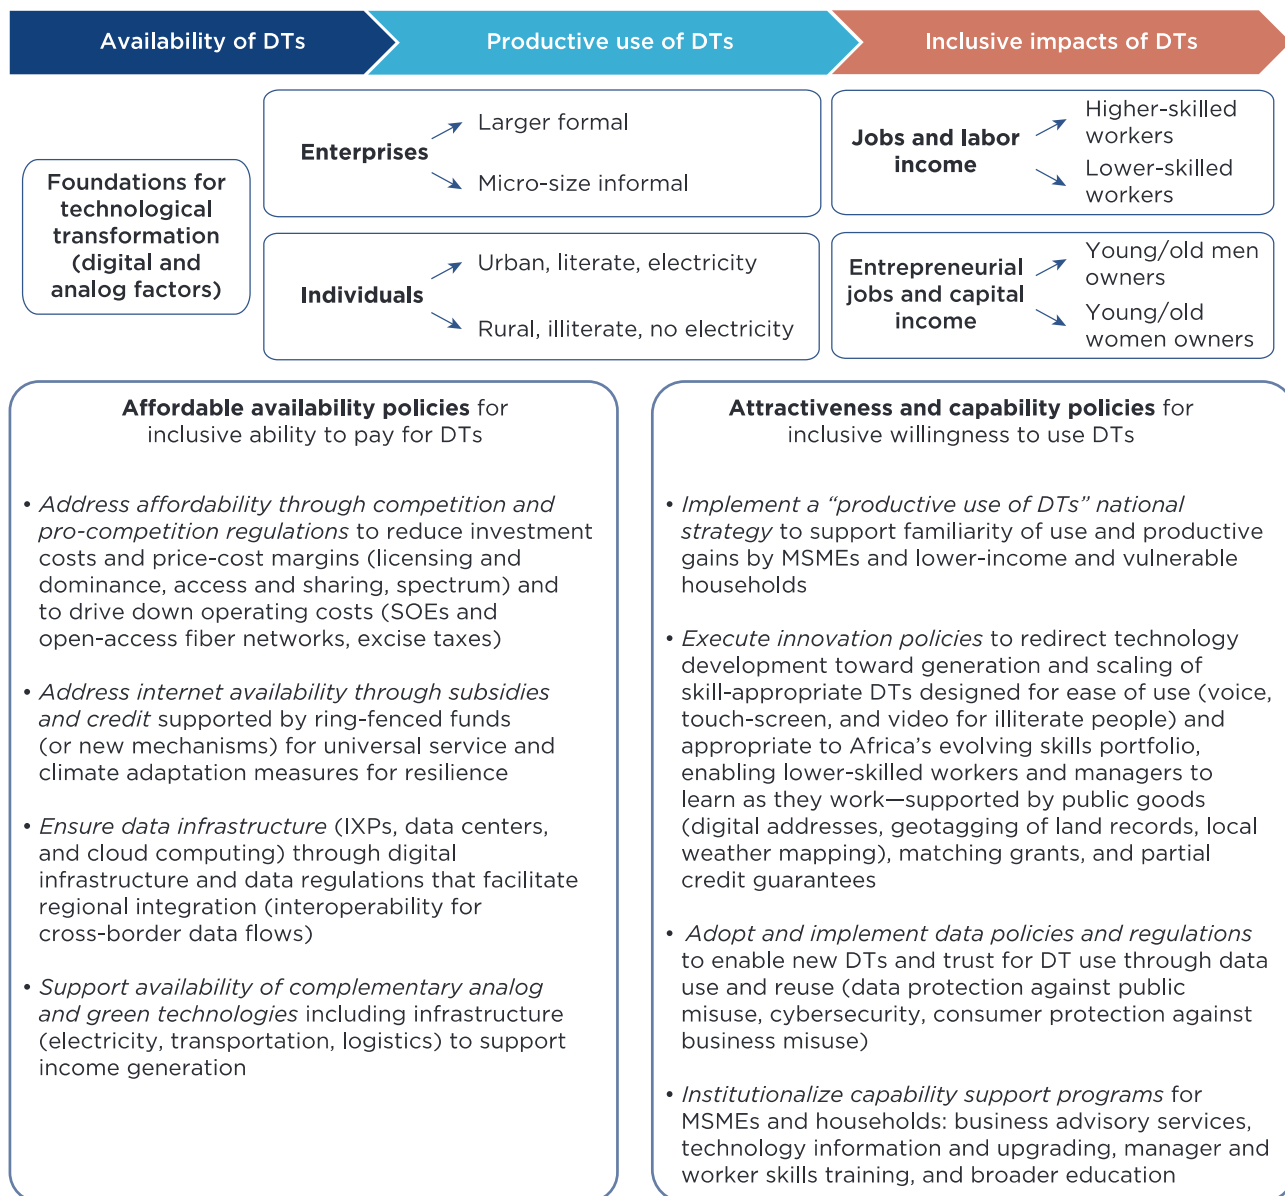 Availability of DTs
Productive use of DTs
Inclusive impacts of DTs
Foundations for
technological
transformation
(digital and
analog factors)
Enterprises
Larger formal
Micro-size informal
Individuals
Urban, literate, electricity
Rural, illiterate, no electricity
Jobs and labor
income
Higher-skilled
workers
Lower-skilled
workers
Entrepreneurial
jobs and capital
income
Young/old men
owners
Young/old
women owners
Affordable availability policies for
inclusive ability to pay for DTs
• Address affordability through competition and
pro-competition regulations to reduce investment
costs and price-cost margins (licensing and
dominance, access and sharing, spectrum) and
to drive down operating costs (SOEs and
open-access fiber networks, excise taxes)
• Address internet availability through subsidies
and credit supported by ring-fenced funds
(or new mechanisms) for universal service and
climate adaptation measures for resilience
• Ensure data infrastructure (IXPs, data centers,
and cloud computing) through digital
infrastructure and data regulations that facilitate
regional integration (interoperability for
cross-border data flows)
• Support availability of complementary analog
and green technologies including infrastructure
(electricity, transportation, logistics) to support
income generation
Attractiveness and capability policies for
inclusive willingness to use DTs
• Implement a “productive use of DTs” national
strategy to support familiarity of use and productive
gains by MSMEs and lower-income and vulnerable
households
• Execute innovation policies to redirect technology
development toward generation and scaling of
skill-appropriate DTs designed for ease of use (voice,
touch-screen, and video for illiterate people) and
appropriate to Africa’s evolving skills portfolio,
enabling lower-skilled workers and managers to
learn as they work—supported by public goods
(digital addresses, geotagging of land records, local
weather mapping), matching grants, and partial
credit guarantees
• Adopt and implement data policies and regulations
to enable new DTs and trust for DT use through data
use and reuse (data protection against public
misuse, cybersecurity, consumer protection against
business misuse)
• Institutionalize capability support programs for
MSMEs and households: business advisory services,
technology information and upgrading, manager and
worker skills training, and broader education